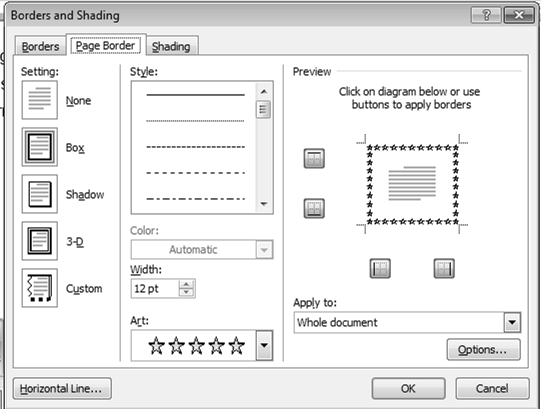 Borders and Shading
Borders
Page Border
Shading
Setting:
None
Box
Shadow
3-D
Custom
Style:
Color:
Automatic
Width:
12 pt
Art:
Preview
Click on diagram below or use
buttons to apply borders
Apply to:
Whole document
Options...
Horizontal Line...
OK
Cancel